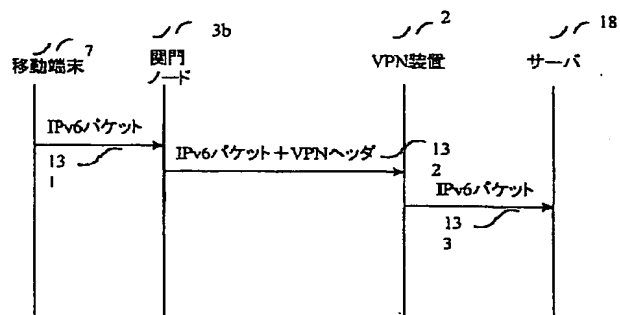 移動端末 7
関門
ノード
3b
VPN装置 2
サーバ 18
IPv6パケット
13
1
IPv6パケット+VPNヘッダ
13
2
IPv6パケット
13
3